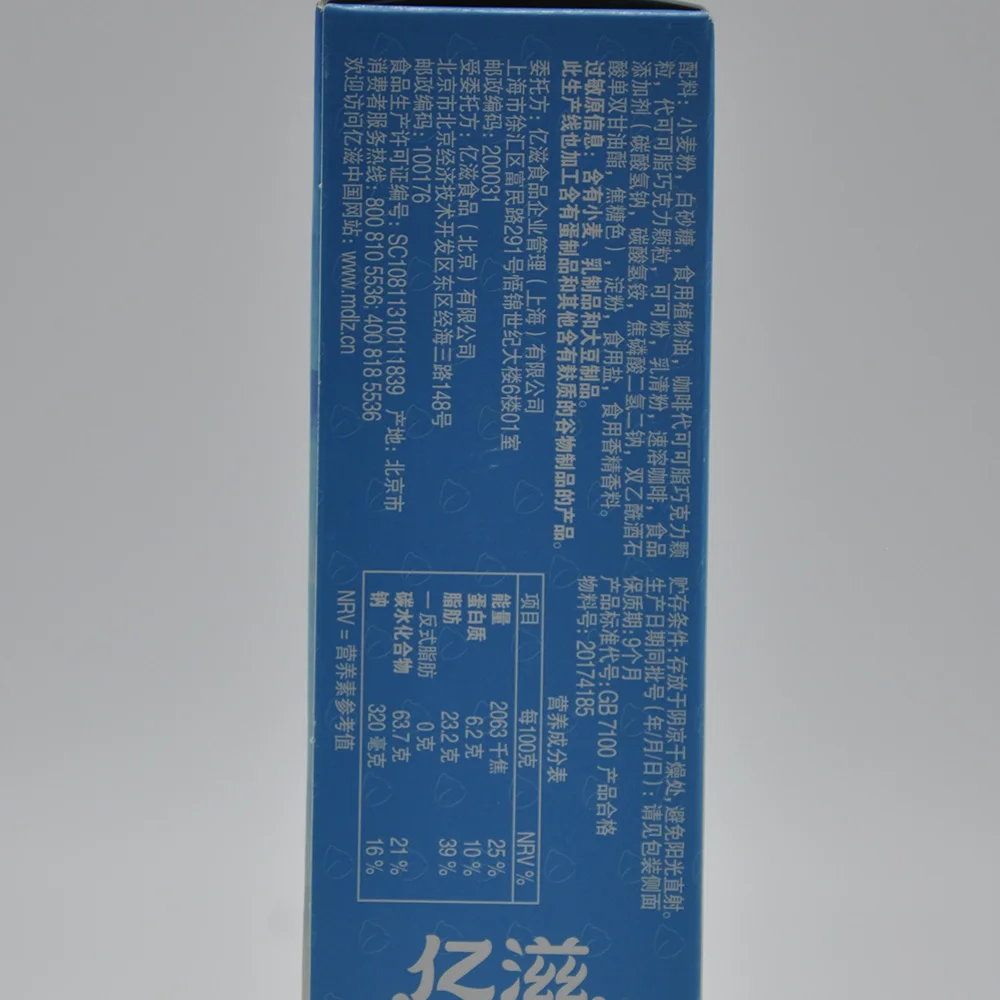 配料：小麦粉，白砂糖，食用植物油，咖啡代可可脂巧克力颗
粒，代可可脂巧克力颗粒，可可粉，乳清粉，速溶咖啡，食品
添加剂（碳酸氢钠，碳酸氢铵，焦磷酸二氢二钠，双乙酰酒石
酸单双甘油酯，焦糖色），淀粉，食用盐，食用香精香料。
过敏原信息：含有小麦、乳制品和大豆制品。
此生产线也加工含有蛋制品和其他含有麸质的谷物制品的产品。
委托方：亿滋食品企业管理（上海）有限公司
上海市徐汇区富民路291号悟锦世纪大楼6楼01室
邮政编码：200031
受委托方：亿滋食品（北京）有限公司
北京市北京经济技术开发区东区经海三路148号
邮政编码：100176
食品生产许可证编号：SC10811310111839 产地：北京市
消费者服务热线：800 810 5536; 400 818 5536
欢迎访问亿滋中国网站：www.mdlz.cn
贮存条件：存放于阴凉干燥处，避免阳光直射。
生产日期同批号（年/月/日）：请见包装侧面
保质期：9个月
产品标准代号：GB 7100 产品合格
物料号：20174185
营养成分表
项目 每100克 NRV %
能量 2063 千焦 25 %
蛋白质 6.2 克 10 %
脂肪 23.2 克 39 %
－反式脂肪 0 克
碳水化合物 63.7 克 21 %
钠 320 毫克 16 %
NRV = 营养素参考值
亿滋